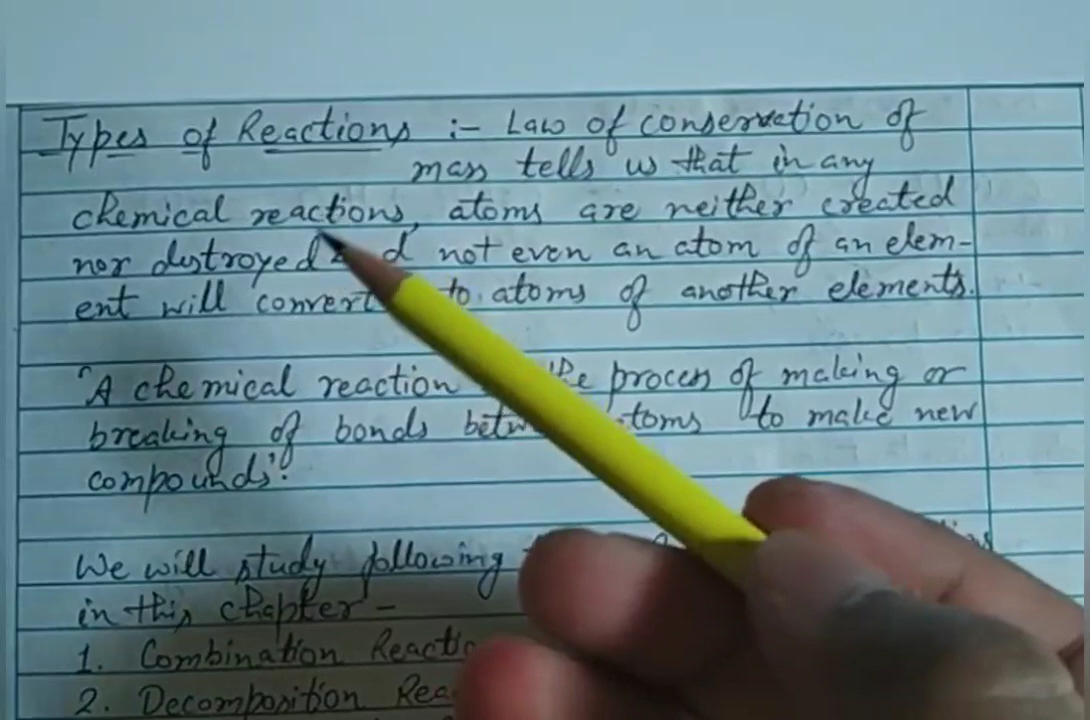 Types of Reactions :- Law of conservation of
mass tells us that in any
chemical reactions, atoms are neither created
nor destroyed not even an atom of an elem-
ent will convert to atoms of another elements.
"A chemical reaction process of making or
breaking of bonds to make new
compounds".
We will study following
in this chapter -
1. Combination
2. Decomposition